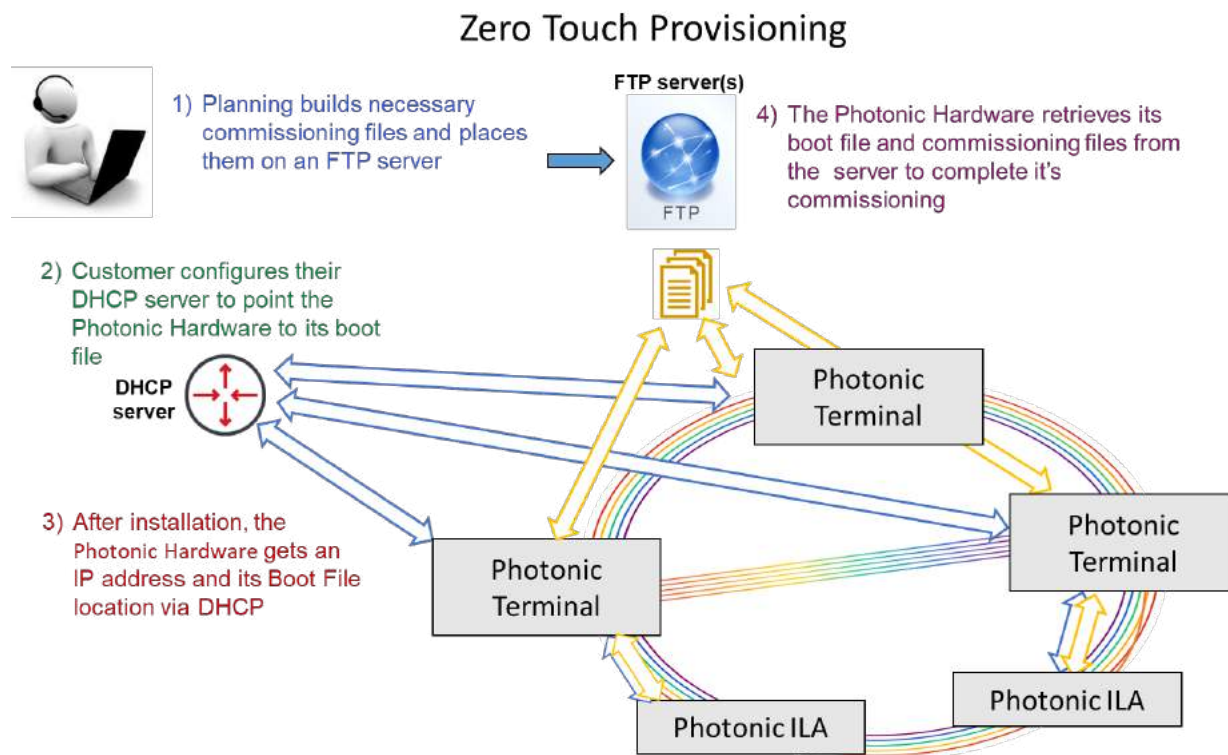 Zero Touch Provisioning
1) Planning builds necessary
commissioning files and places
them on an FTP server
FTP server(s)
FTP
4) The Photonic Hardware retrieves its
boot file and commissioning files from
the server to complete it's
commissioning
2) Customer configures their
DHCP server to point the
Photonic Hardware to its boot
file
DHCP
server
3) After installation, the
Photonic Hardware gets an
IP address and its Boot File
location via DHCP
Photonic
Terminal
Photonic
Terminal
Photonic
Terminal
Photonic ILA
Photonic ILA